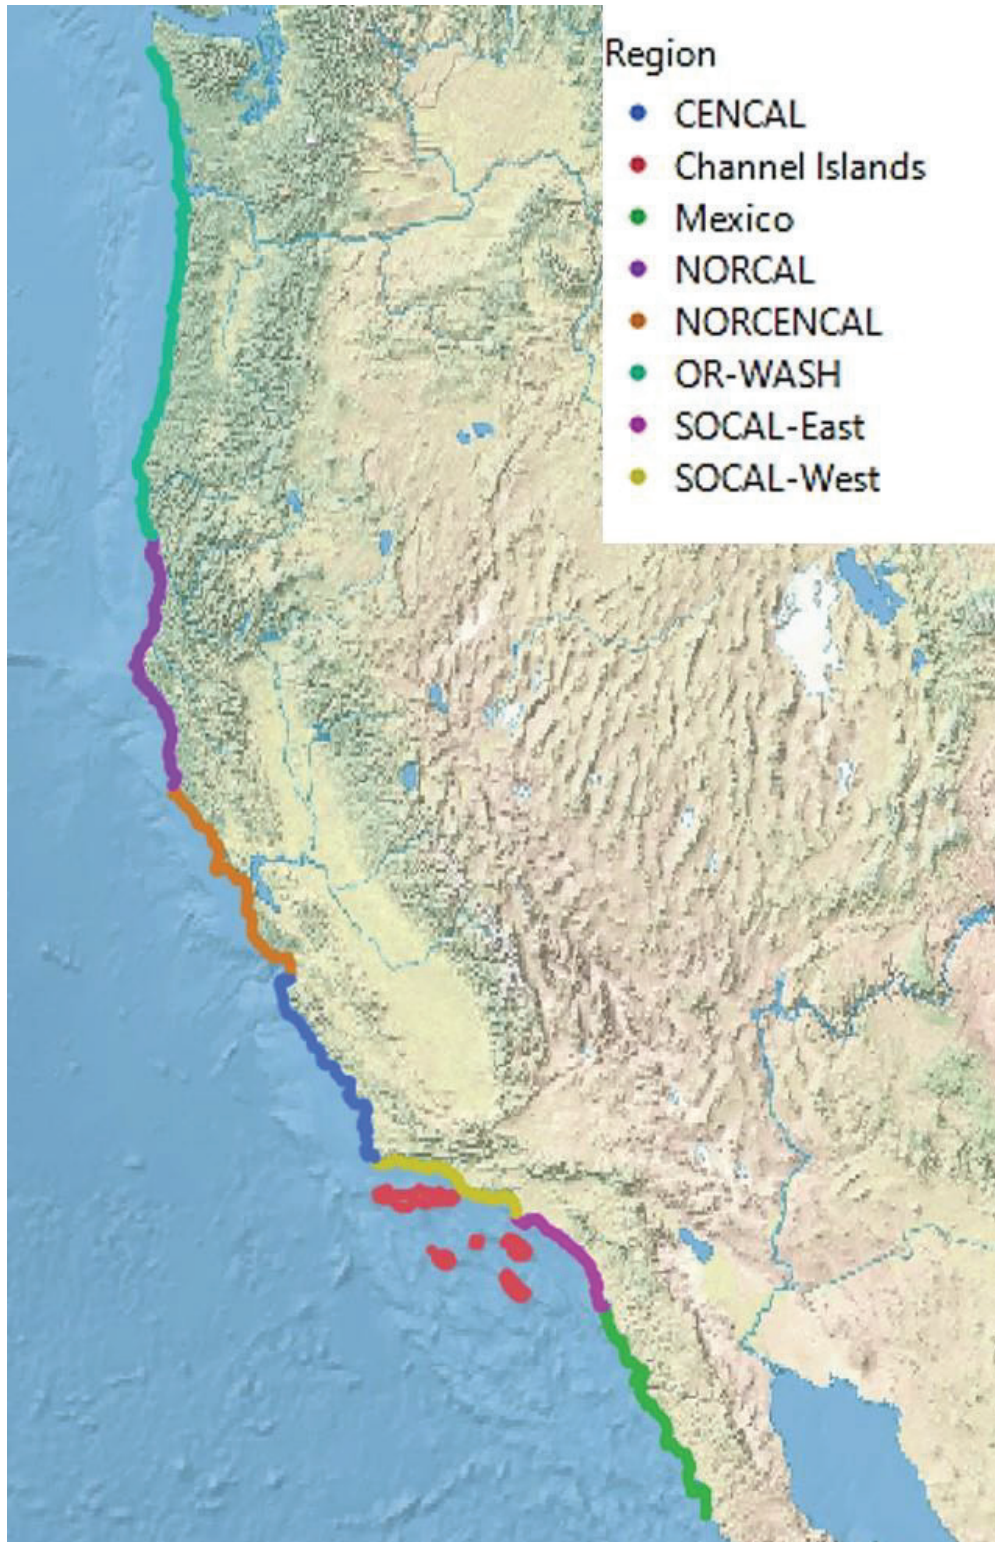 Region
CENCAL
Channel Islands
Mexico
NORCAL
NORCENCAL
OR-WASH
SOCAL-East
SOCAL-West